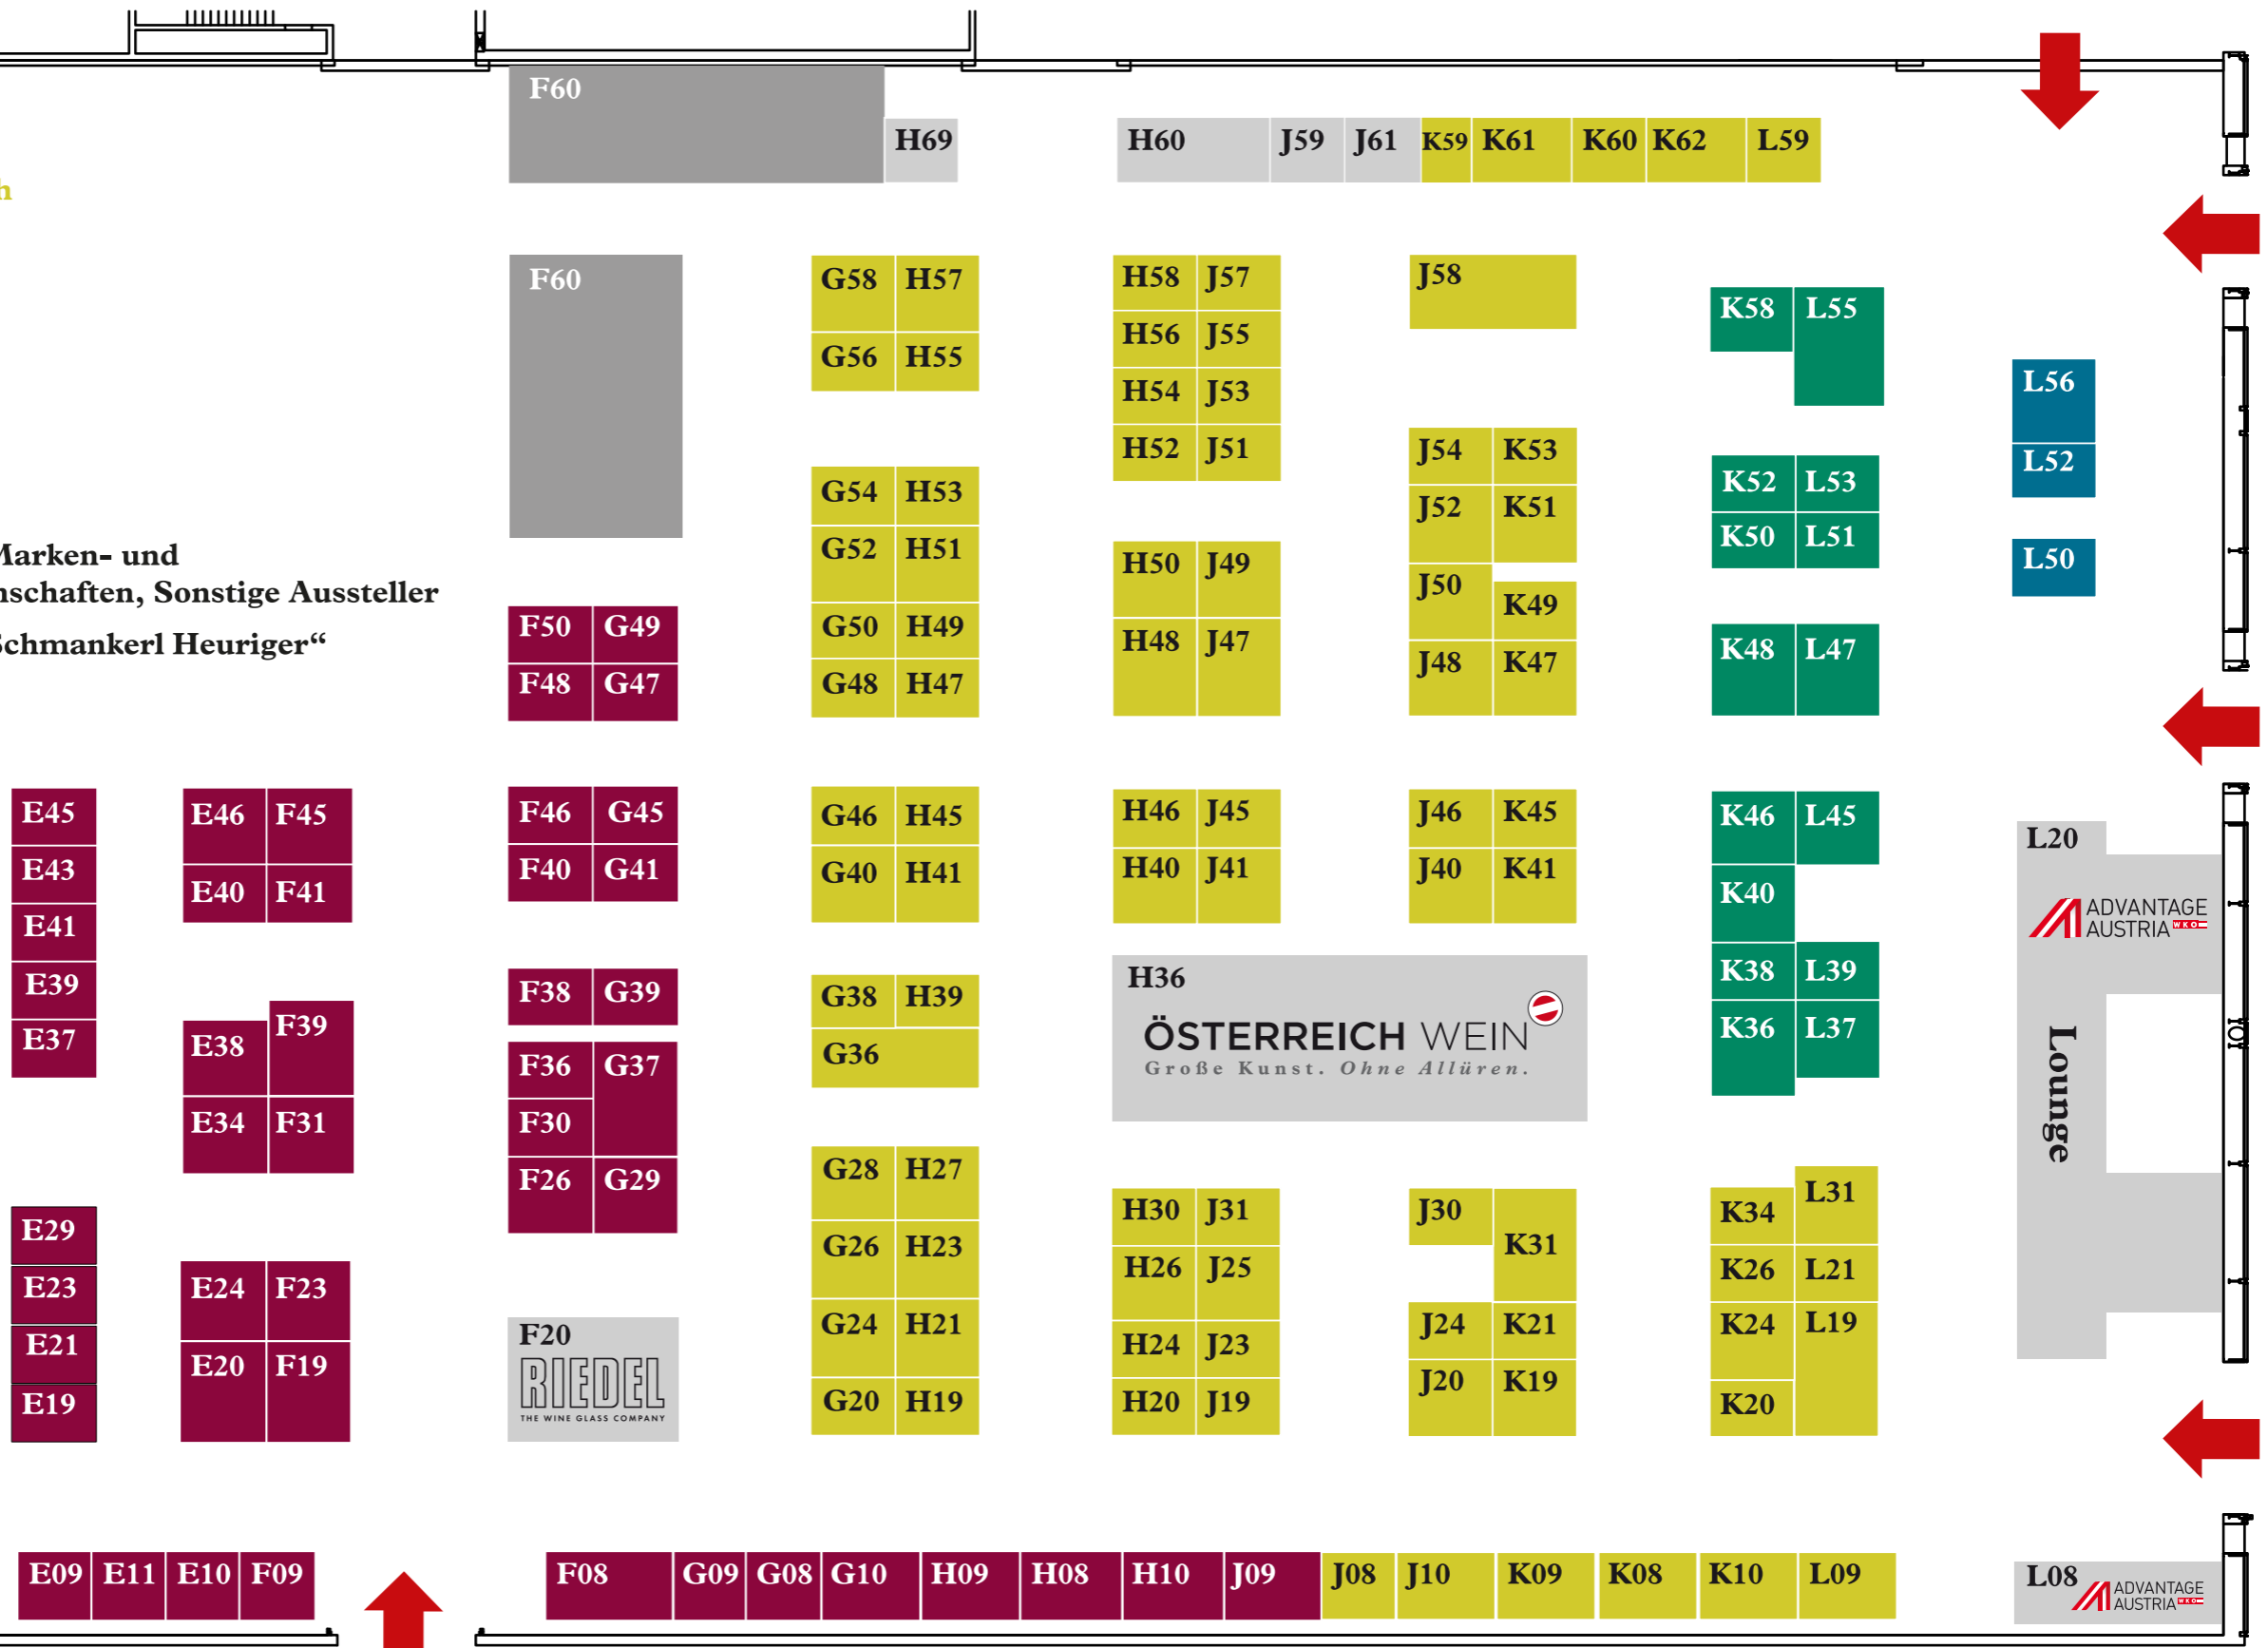 F60
H69
H60 J59 J61 K59 K61 K60 K62 L59
h
F60
G58 H57
G56 H55
H58 J57
H56 J55
H54 J53
H52 J51
J58
K58 L55
L56
L52
L50
G54 H53
G52 H51
G50 H49
G48 H47
J54 K53
J52 K51
J50 K49
J48 K47
K52 L53
K50 L51
H50 J49
H48 J47
K48 L47
Marken- und
nschaften, Sonstige Aussteller
Schmankerl Heuriger“
F50 G49
F48 G47
E45
E43
E41
E39
E37
E46 F45
E40 F41
F46 G45
F40 G41
G46 H45
G40 H41
H46 J45
H40 J41
J46 K45
J40 K41
K46 L45
K40
K38 L39
K36 L37
L20
ADVANTAGE
AUSTRIA WKO
Lounge
E38 F39
E34 F31
F38 G39
F36 G37
F30
F26 G29
G38 H39
G36
H36
ÖSTERREICH WEIN
Große Kunst. Ohne Allüren.
E29
E23
E21
E19
E24 F23
E20 F19
F20
RIEDEL
THE WINE GLASS COMPANY
G28 H27
G26 H23
G24 H21
G20 H19
H30 J31
H26 J25
H24 J23
H20 J19
J30 K31
J24 K21
J20 K19
K34 L31
K26 L21
K24 L19
K20
E09 E11 E10 F09
F08 G09 G08 G10 H09 H08 H10 J09 J08 J10 K09 K08 K10 L09
L08
ADVANTAGE
AUSTRIA WKO